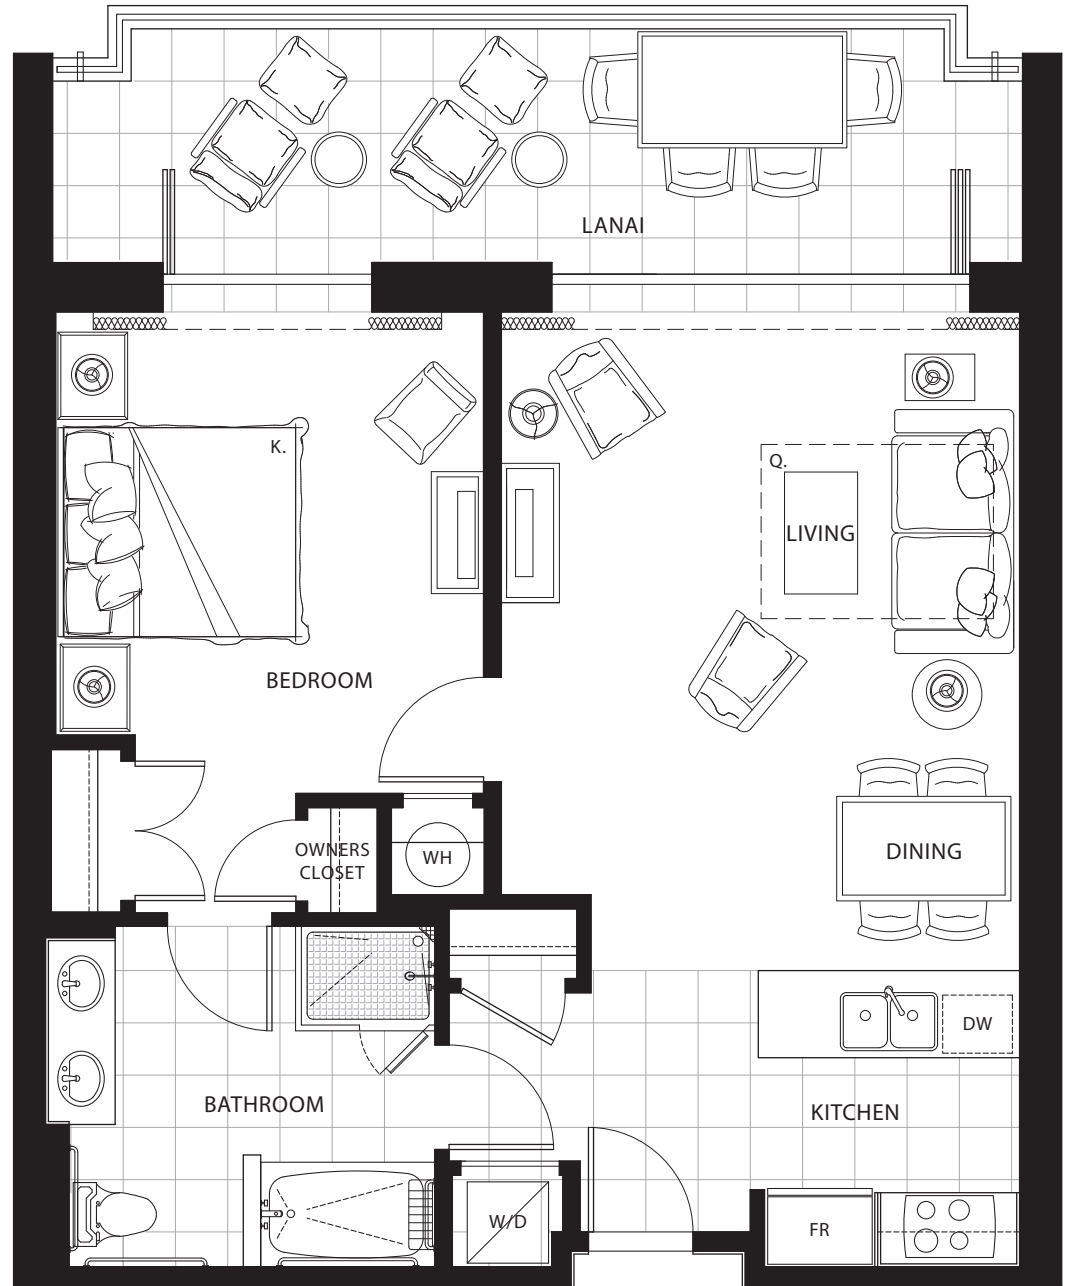 LANAI
K.
Q.
LIVING
BEDROOM
OWNERS
CLOSET
WH
DINING
DW
BATHROOM
KITCHEN
W/D
FR